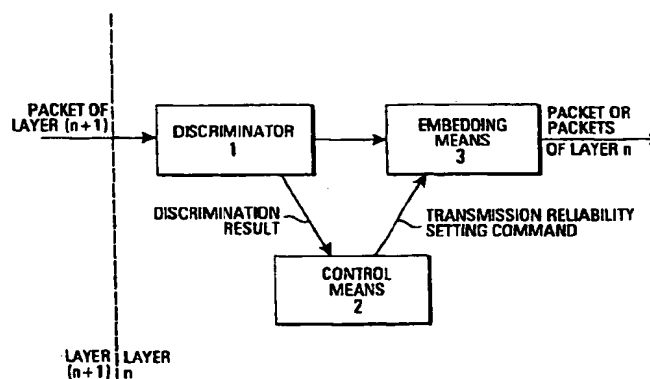 PACKET OF
LAYER (n+1)
DISCRIMINATOR
1
EMBEDDING
MEANS
3
PACKET OR
PACKETS
OF LAYER n
DISCRIMINATION
RESULT
TRANSMISSION RELIABILITY
SETTING COMMAND
CONTROL
MEANS
2
LAYER LAYER
(n+1) n